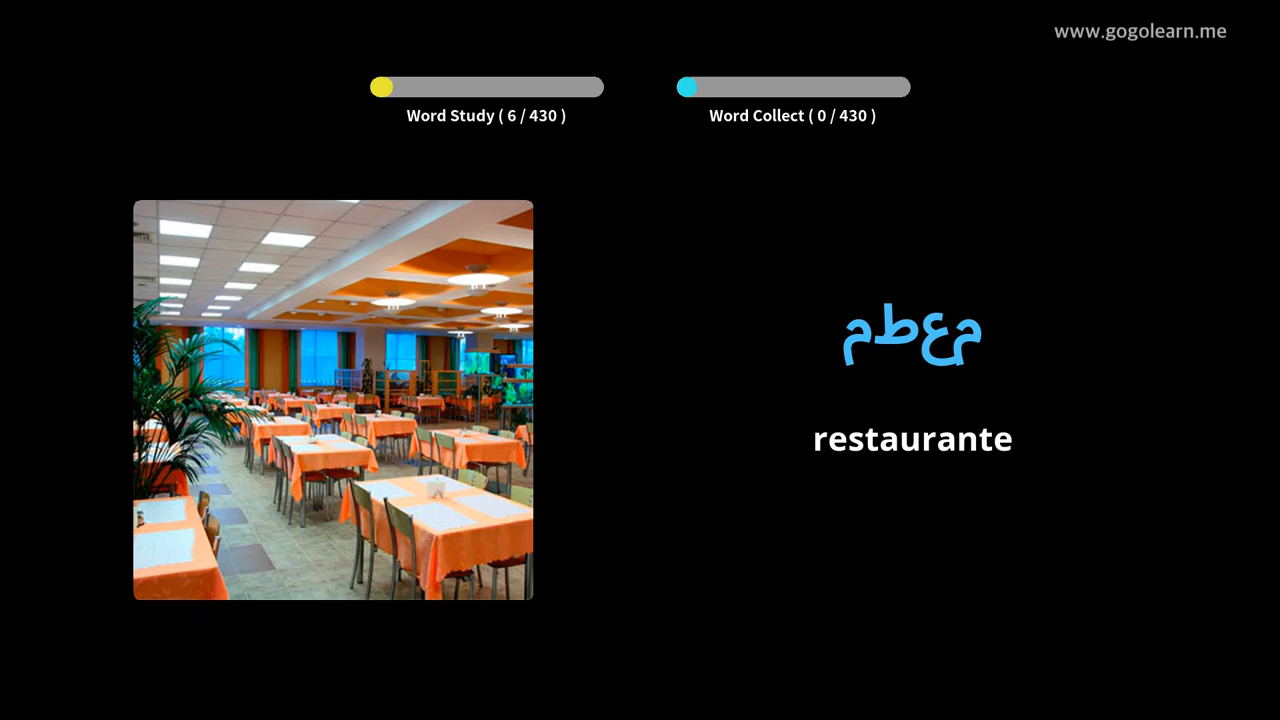 www.gogolearn.me
Word Study ( 6 / 430 )
Word Collect ( 0 / 430 )
مطعم
restaurante